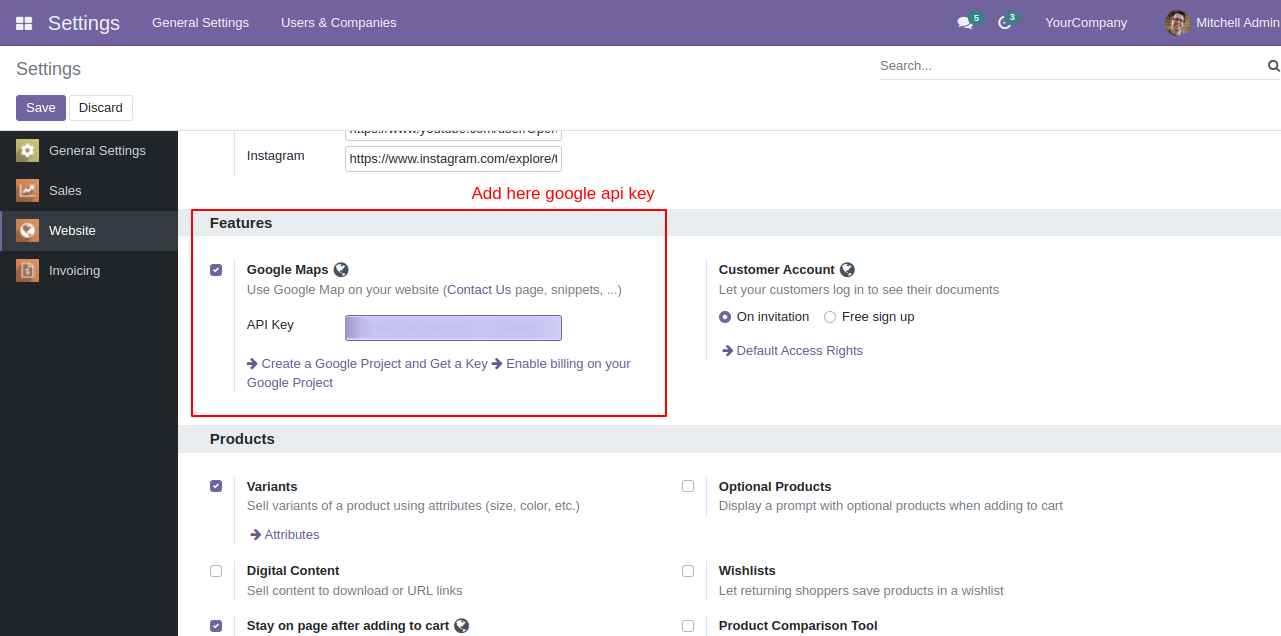 Settings General Settings Users & Companies 5 3 YourCompany Mitchell Admin
Settings Search...
Save Discard
General Settings
Sales
Website
Invoicing
Instagram https://www.instagram.com/explore/t
Add here google api key
Features
Google Maps
Use Google Map on your website (Contact Us page, snippets, ...)
API Key
Create a Google Project and Get a Key Enable billing on your
Google Project
Customer Account
Let your customers log in to see their documents
On invitation Free sign up
Default Access Rights
Products
Variants
Sell variants of a product using attributes (size, color, etc.)
Attributes
Optional Products
Display a prompt with optional products when adding to cart
Digital Content
Sell content to download or URL links
Wishlists
Let returning shoppers save products in a wishlist
Stay on page after adding to cart
Product Comparison Tool